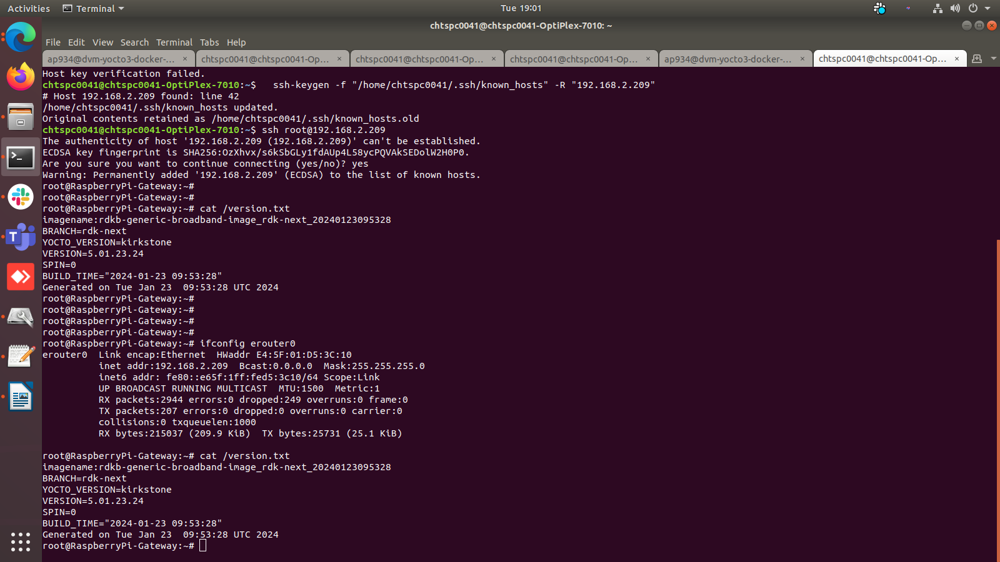 Activities
Terminal
Tue 19:01
chtspc0041@chtspc0041-OptiPlex-7010: ~
File Edit View Search Terminal Tabs Help
ap934@dvm-yocto3-docker-... × chtspc0041@chtspc0041-Op... × chtspc0041@chtspc0041-Op... × chtspc0041@chtspc0041-Op... × ap934@dvm-yocto3-docker-... × chtspc0041@chtspc0041-Op... ×
Host key verification failed.
chtspc0041@chtspc0041-OptiPlex-7010:~$   ssh-keygen -f "/home/chtspc0041/.ssh/known_hosts" -R "192.168.2.209"
# Host 192.168.2.209 found: line 42
/home/chtspc0041/.ssh/known_hosts updated.
Original contents retained as /home/chtspc0041/.ssh/known_hosts.old
chtspc0041@chtspc0041-OptiPlex-7010:~$ ssh root@192.168.2.209
The authenticity of host '192.168.2.209 (192.168.2.209)' can't be established.
ECDSA key fingerprint is SHA256:OzXhvx/s6kSbGLy1fdAUp4L58ycPQVAkSEDolW2H0P0.
Are you sure you want to continue connecting (yes/no)? yes
Warning: Permanently added '192.168.2.209' (ECDSA) to the list of known hosts.
root@RaspberryPi-Gateway:~#
root@RaspberryPi-Gateway:~#
root@RaspberryPi-Gateway:~# cat /version.txt
imagename:rdkb-generic-broadband-image_rdk-next_20240123095328
BRANCH=rdk-next
YOCTO_VERSION=kirkstone
VERSION=5.01.23.24
SPIN=0
BUILD_TIME="2024-01-23 09:53:28"
Generated on Tue Jan 23  09:53:28 UTC 2024
root@RaspberryPi-Gateway:~#
root@RaspberryPi-Gateway:~#
root@RaspberryPi-Gateway:~#
root@RaspberryPi-Gateway:~#
root@RaspberryPi-Gateway:~# ifconfig erouter0
erouter0  Link encap:Ethernet  HWaddr E4:5F:01:D5:3C:10
inet addr:192.168.2.209  Bcast:0.0.0.0  Mask:255.255.255.0
inet6 addr: fe80::e65f:1ff:fed5:3c10/64 Scope:Link
UP BROADCAST RUNNING MULTICAST  MTU:1500  Metric:1
RX packets:2944 errors:0 dropped:249 overruns:0 frame:0
TX packets:207 errors:0 dropped:0 overruns:0 carrier:0
collisions:0 txqueuelen:1000
RX bytes:215037 (209.9 KiB)  TX bytes:25731 (25.1 KiB)
root@RaspberryPi-Gateway:~# cat /version.txt
imagename:rdkb-generic-broadband-image_rdk-next_20240123095328
BRANCH=rdk-next
YOCTO_VERSION=kirkstone
VERSION=5.01.23.24
SPIN=0
BUILD_TIME="2024-01-23 09:53:28"
Generated on Tue Jan 23  09:53:28 UTC 2024
root@RaspberryPi-Gateway:~#